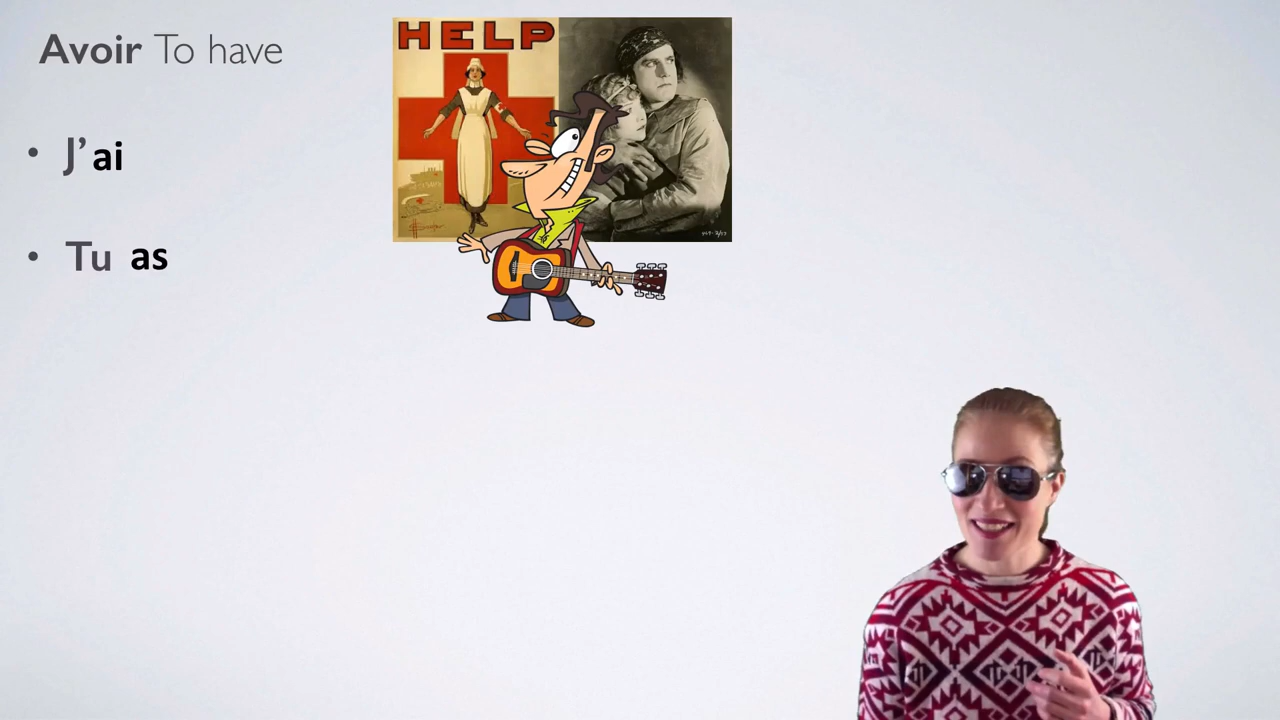 Avoir To have
HELP
• J'ai
• Tu as